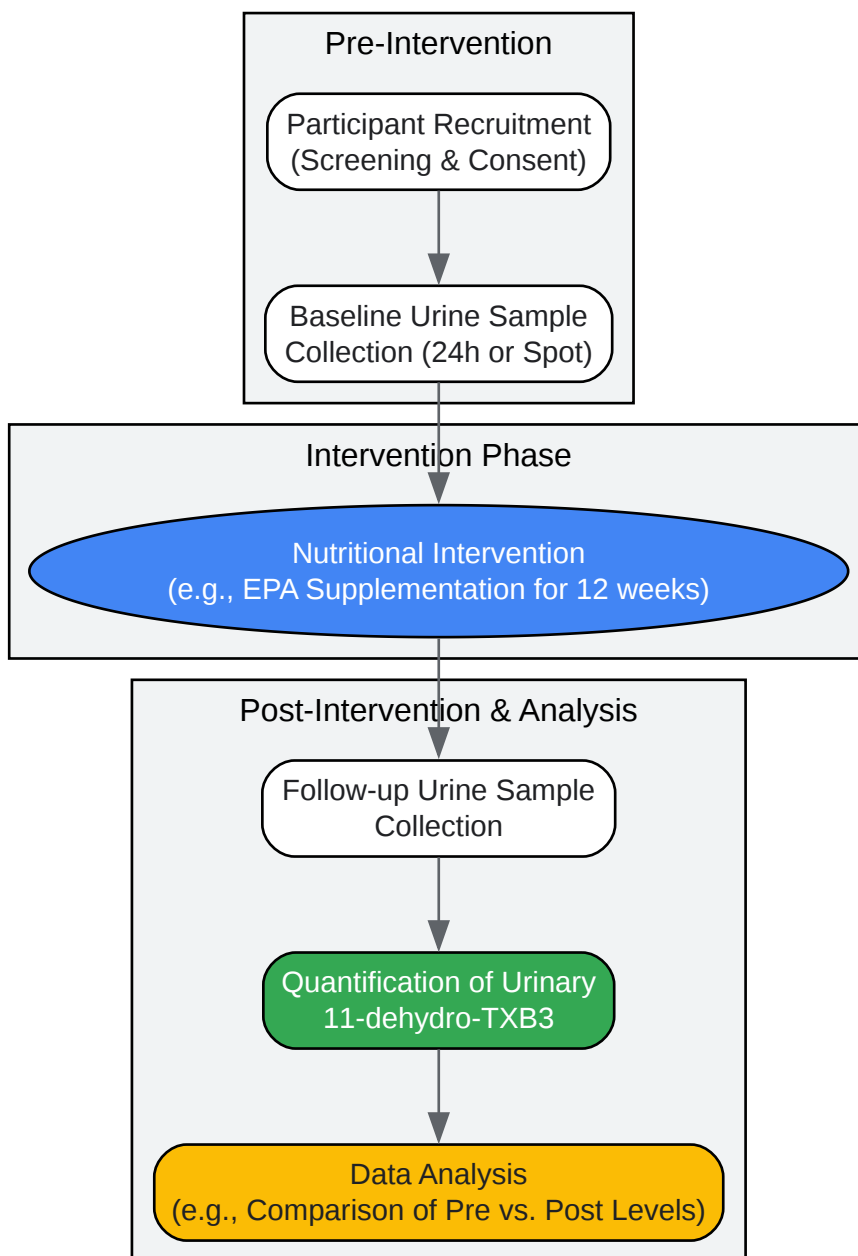 Pre-Intervention
Participant Recruitment
(Screening & Consent)
Baseline Urine Sample
Collection (24h or Spot)
Intervention Phase
Nutritional Intervention
(e.g., EPA Supplementation for 12 weeks)
Post-Intervention & Analysis
Follow-up Urine Sample
Collection
Quantification of Urinary
11-dehydro-TXB3
Data Analysis
(e.g., Comparison of Pre vs. Post Levels)